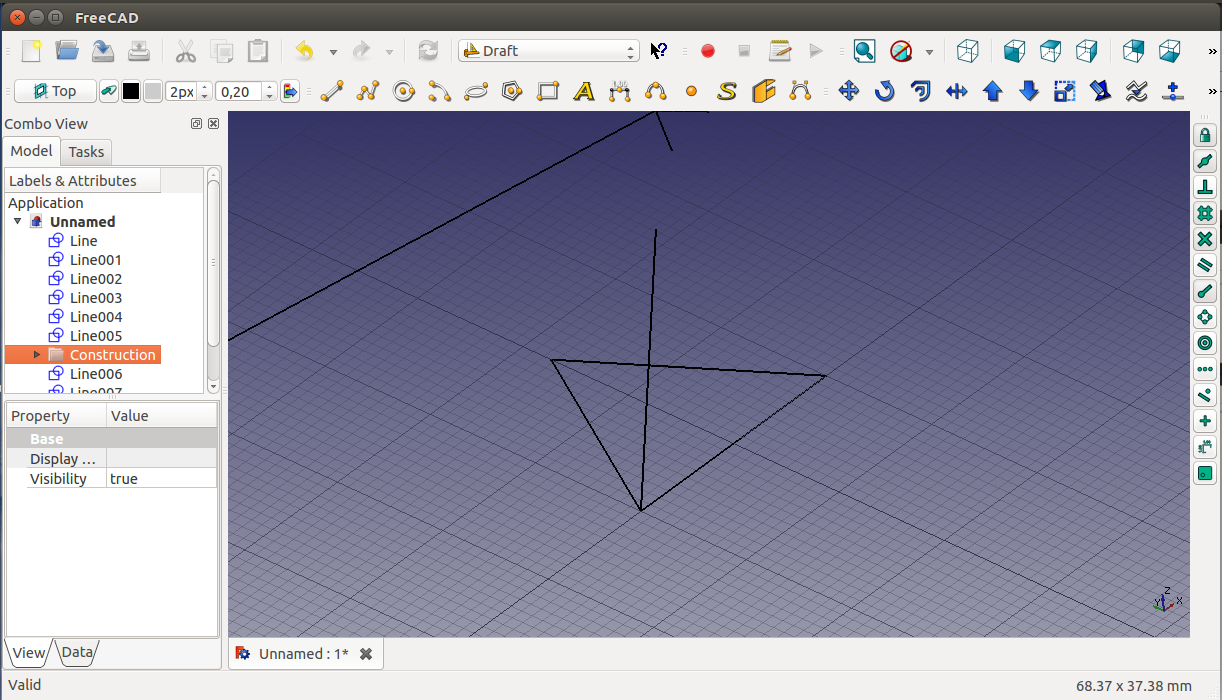 FreeCAD
Draft
Top
2px
0,20
A
S
Combo View
Model
Tasks
Labels & Attributes
Application
Unnamed
Line
Line001
Line002
Line003
Line004
Line005
Construction
Line006
Line007
Property Value
Base
Display ...
Visibility true
View
Data
Z
Y
X
Unnamed : 1*
Valid
68.37 x 37.38 mm